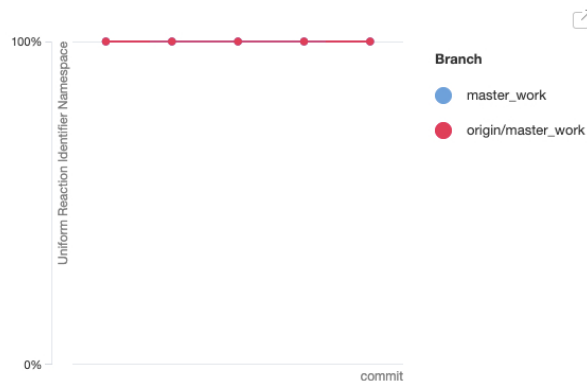 100%
Uniform Reaction Identifier Namespace
0%
commit
Branch
master_work
origin/master_work